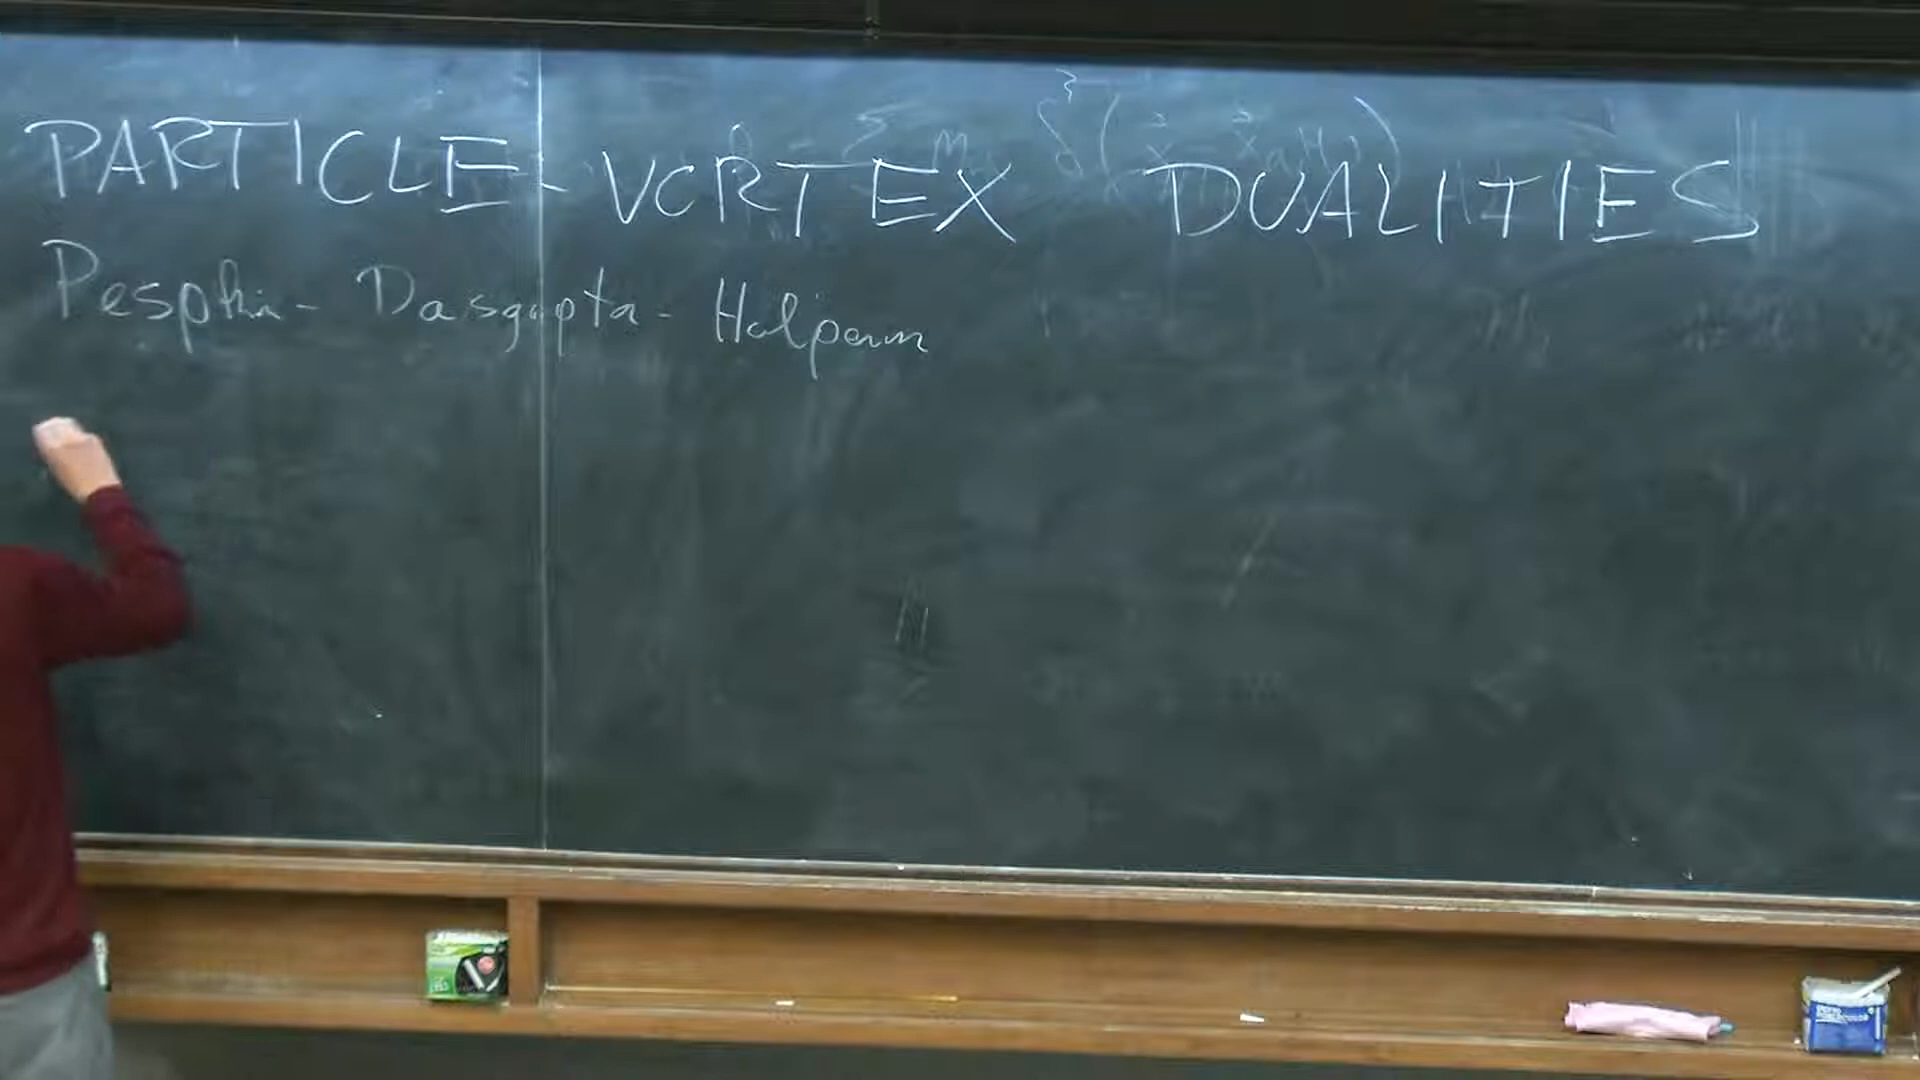 PARTICLE - VORTEX DUALITIES
Peskin - Dasgupta - Halperin